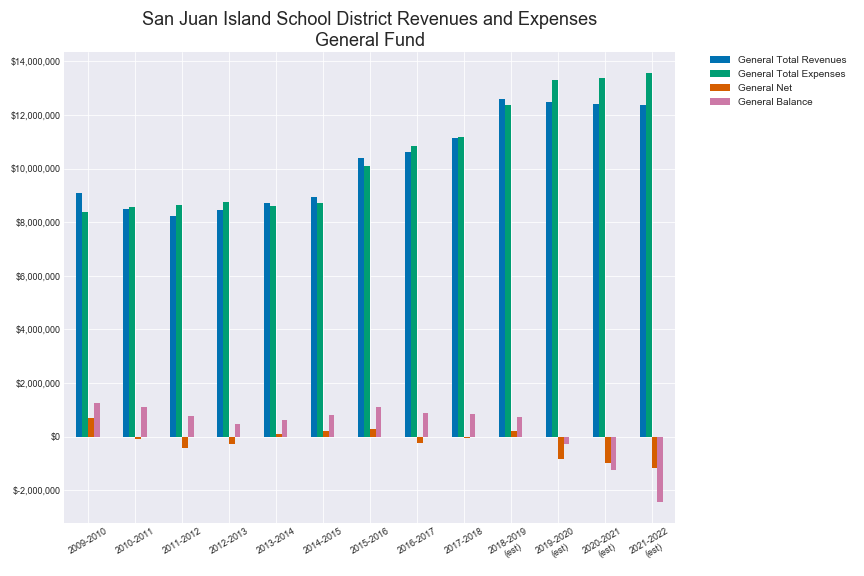 San Juan Island School District Revenues and Expenses
General Fund
General Total Revenues
General Total Expenses
General Net
General Balance
$14,000,000
$12,000,000
$10,000,000
$8,000,000
$6,000,000
$4,000,000
$2,000,000
$0
$-2,000,000
2009-2010
2010-2011
2011-2012
2012-2013
2013-2014
2014-2015
2015-2016
2016-2017
2017-2018
2018-2019
(est)
2019-2020
(est)
2020-2021
(est)
2021-2022
(est)